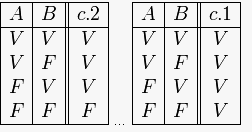 A B c.2 ... A B c.1
V V V V V V
V F V V F V
F V V F V V
F F F F F V